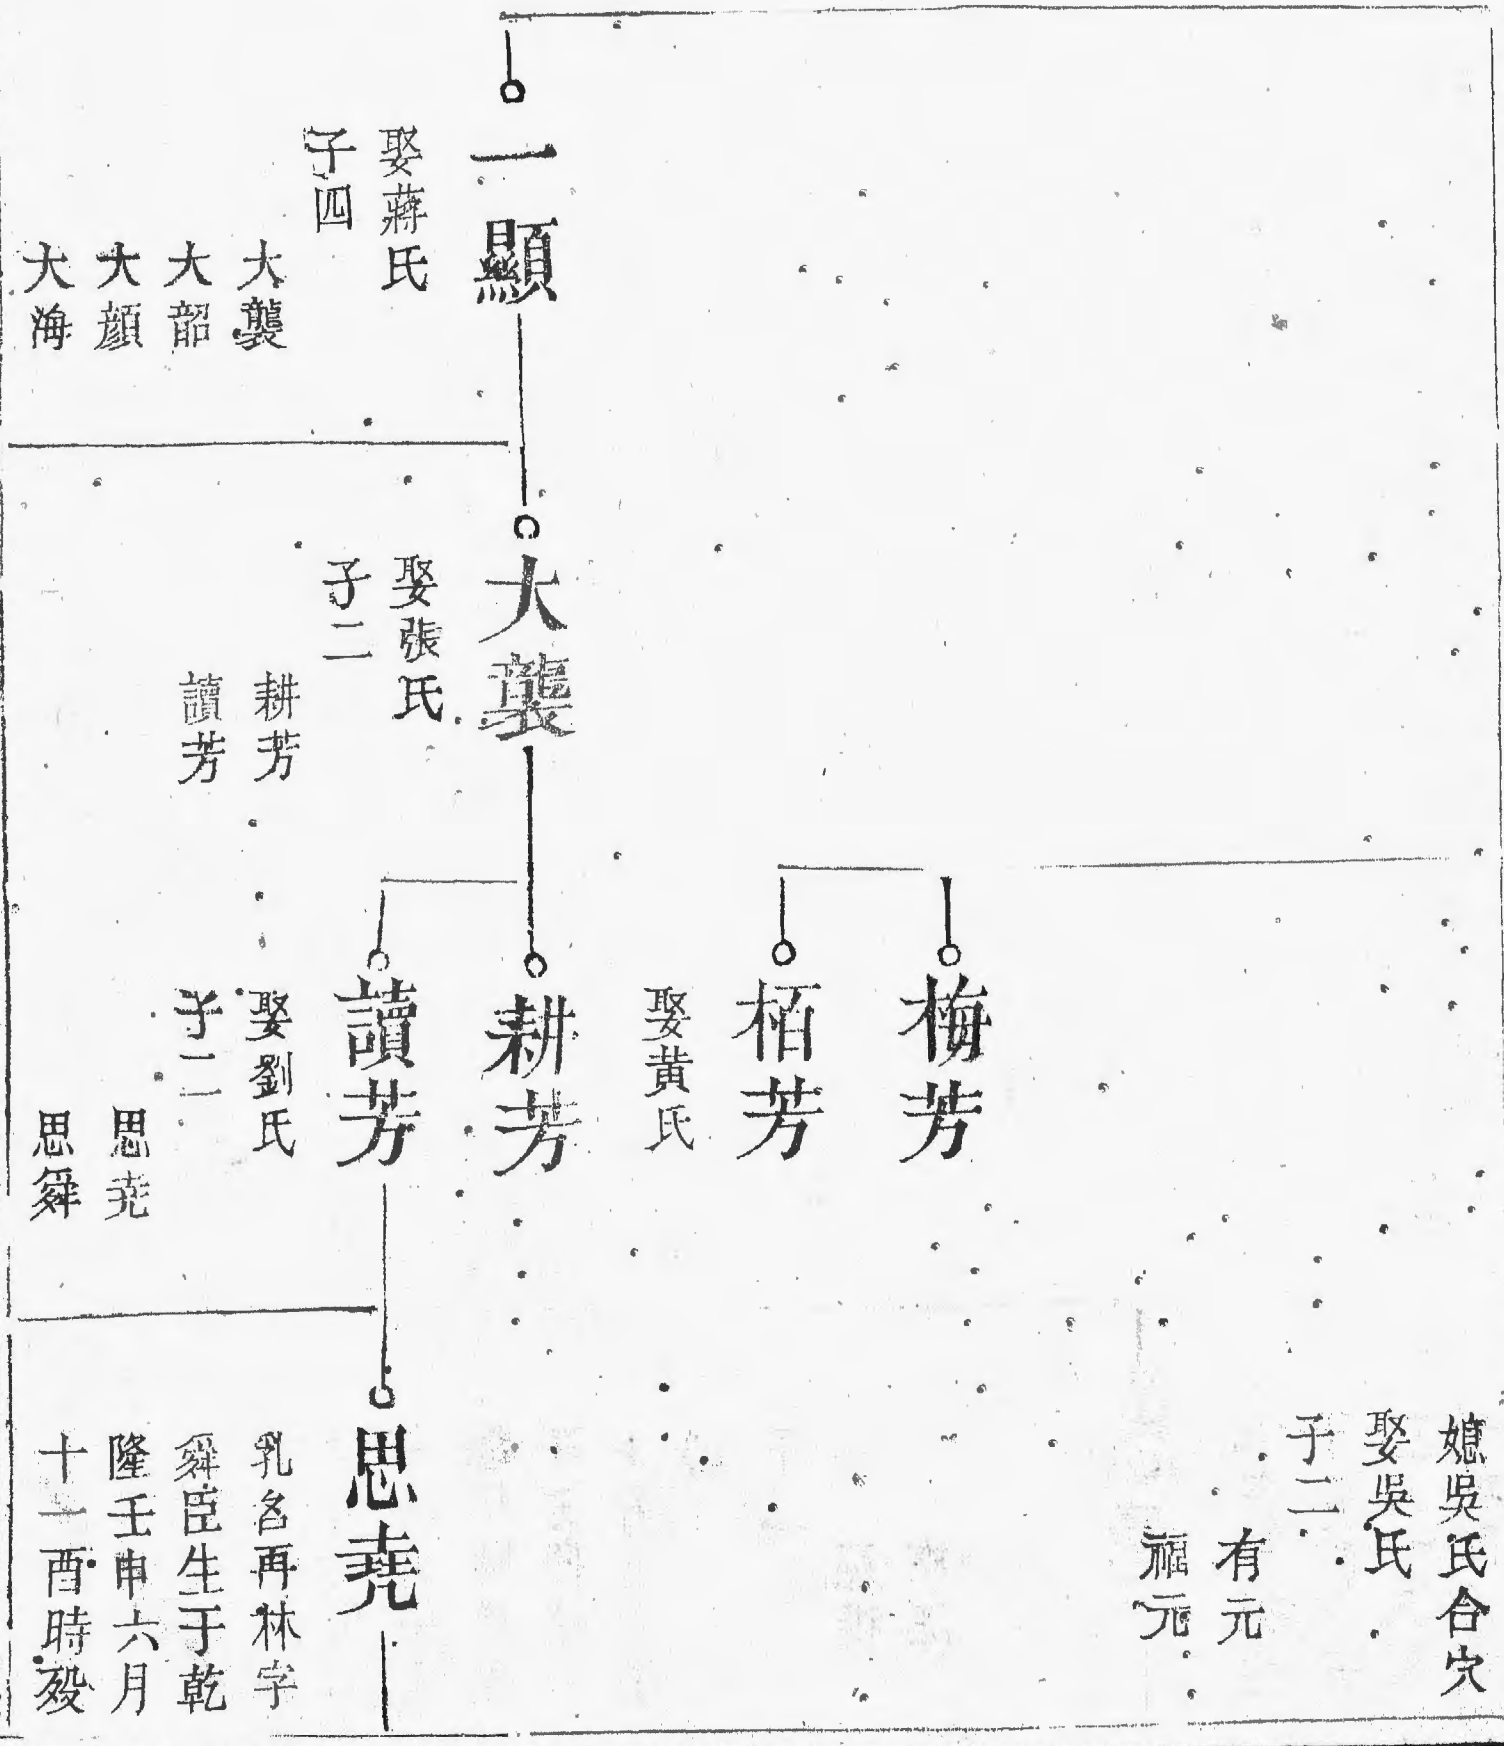 一顯
娶蔣氏
子四
大襲
大韶
大顔
大海
大襲
娶張氏
子二
耕芳
讀芳
梅芳
栢芳
娶黃氏
耕芳
讀芳
娶劉氏
子二
思堯
思舜
媳吳氏合穴
娶吳氏
子二
有元
福元
思堯
乳名再林字
舜臣生于乾
隆壬申六月
十一酉時歿